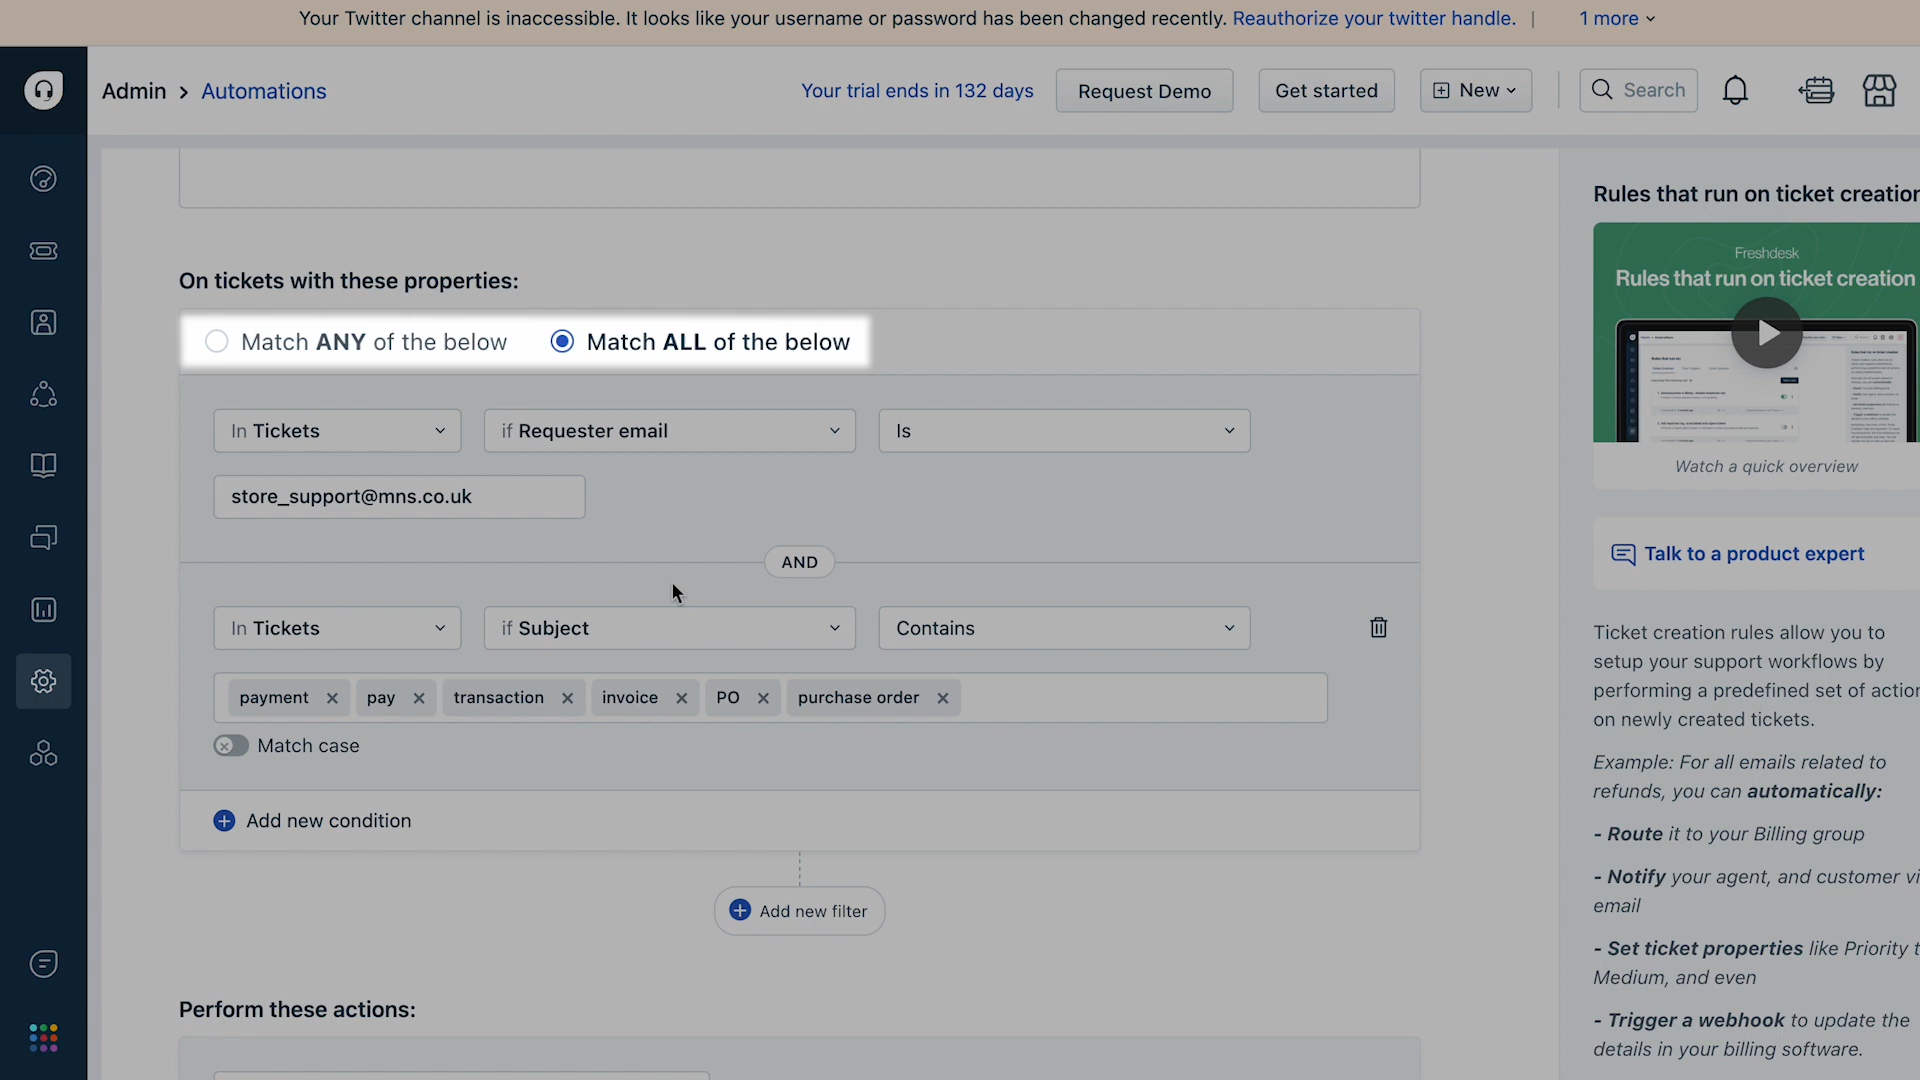 Your Twitter channel is inaccessible. It looks like your username or password has been changed recently. Reauthorize your twitter handle. | 1 more
Admin > Automations
Your trial ends in 132 days
Request Demo
Get started
New
Search
Rules that run on ticket creation
On tickets with these properties:
Freshdesk
Rules that run on ticket creation
Match ANY of the below
Match ALL of the below
In Tickets
if Requester email
Is
Watch a quick overview
store_support@mns.co.uk
Talk to a product expert
AND
In Tickets
if Subject
Contains
Ticket creation rules allow you to
setup your support workflows by
performing a predefined set of action
on newly created tickets.
payment
pay
transaction
invoice
PO
purchase order
Match case
Example: For all emails related to
refunds, you can automatically:
Add new condition
- Route it to your Billing group
- Notify your agent, and customer vi
email
Add new filter
- Set ticket properties like Priority t
Medium, and even
Perform these actions:
- Trigger a webhook to update the
details in your billing software.